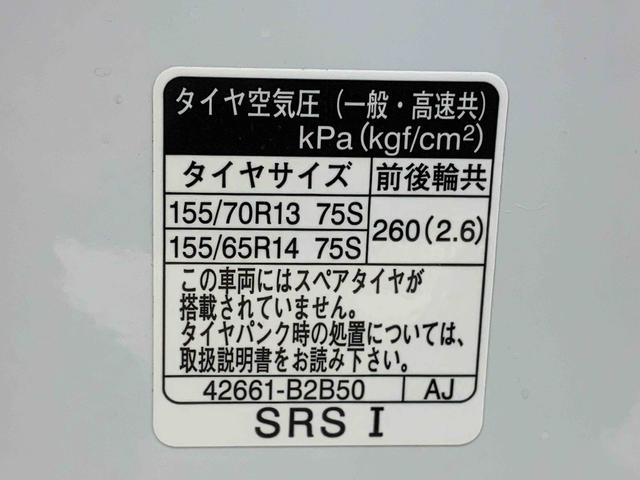 タイヤ空気圧（一般・高速共）
kPa(kgf/cm²)
タイヤサイズ 前後輪共
155/70R13 75S 260(2.6)
155/65R14 75S
この車両にはスペアタイヤが
搭載されていません。
タイヤパンク時の処置については、
取扱説明書をお読み下さい。
42661-B2B50 AJ
SRS I